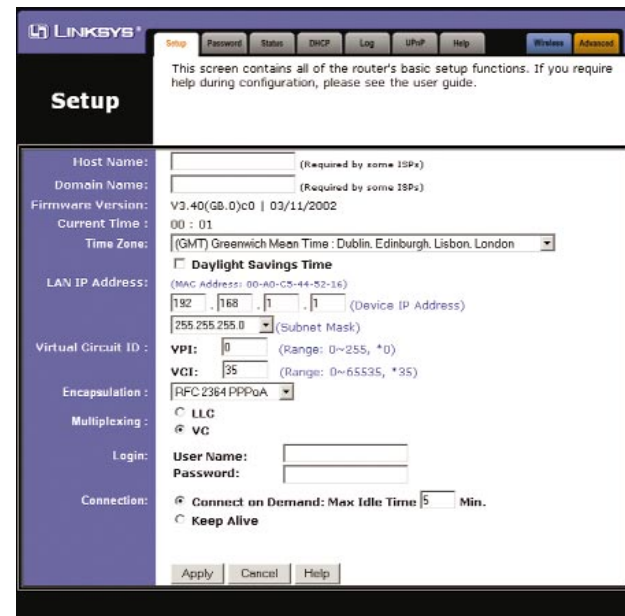 LINKSYS®
Setup Password Status DHCP Log UPnP Help Wireless Advanced
Setup
This screen contains all of the router's basic setup functions. If you require
help during configuration, please see the user guide.
Host Name: (Required by some ISPs)
Domain Name: (Required by some ISPs)
Firmware Version: V3.40(GB.0)c0 | 03/11/2002
Current Time : 00 : 01
Time Zone: (GMT) Greenwich Mean Time : Dublin, Edinburgh, Lisbon, London
Daylight Savings Time
LAN IP Address: (MAC Address: 00-A0-C5-44-52-16)
192 . 168 . 1 . 1 (Device IP Address)
255.255.255.0 (Subnet Mask)
Virtual Circuit ID : VPI: 0 (Range: 0~255, *0)
VCI: 35 (Range: 0~65535, *35)
Encapsulation : RFC 2364 PPPoA
Multiplexing : LLC
VC
Login: User Name:
Password:
Connection: Connect on Demand: Max Idle Time 5 Min.
Keep Alive
Apply Cancel Help